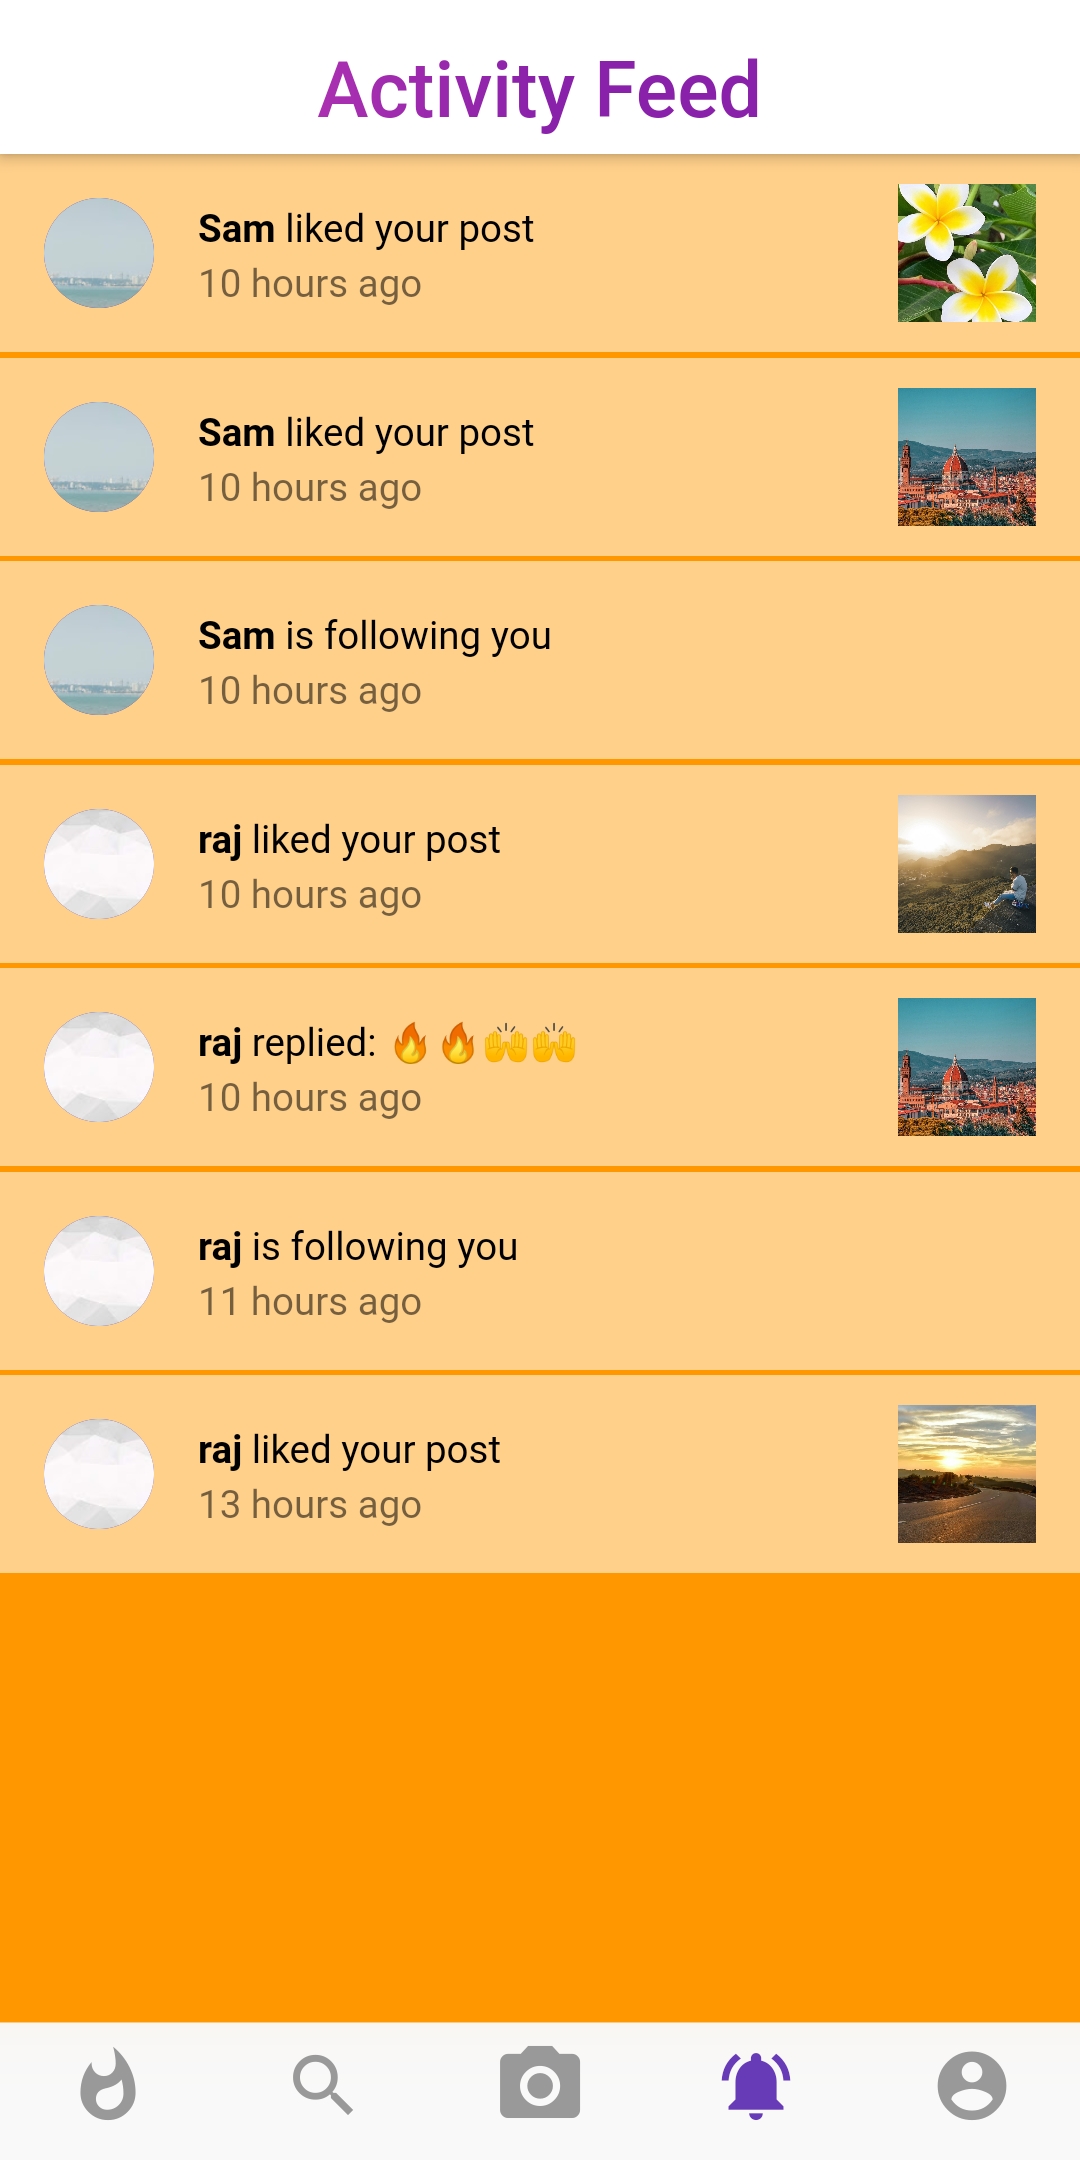 Activity Feed
Sam liked your post
10 hours ago
Sam liked your post
10 hours ago
Sam is following you
10 hours ago
raj liked your post
10 hours ago
raj replied: 🔥🔥🙌🙌
10 hours ago
raj is following you
11 hours ago
raj liked your post
13 hours ago